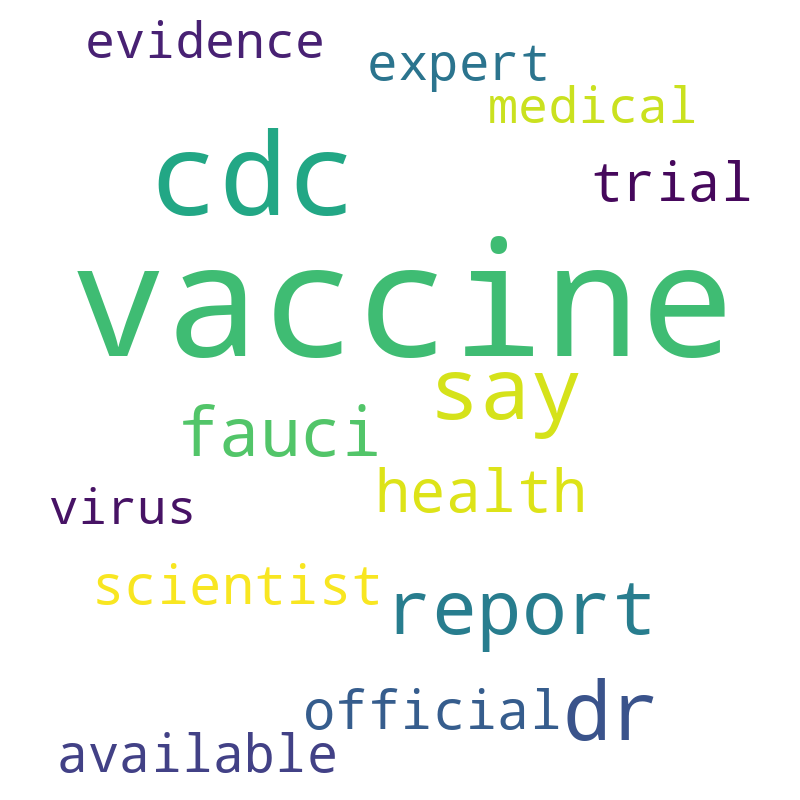 evidence
expert
medical
cdc
trial
vaccine
say
fauci
health
virus
scientist
report
official
dr
available